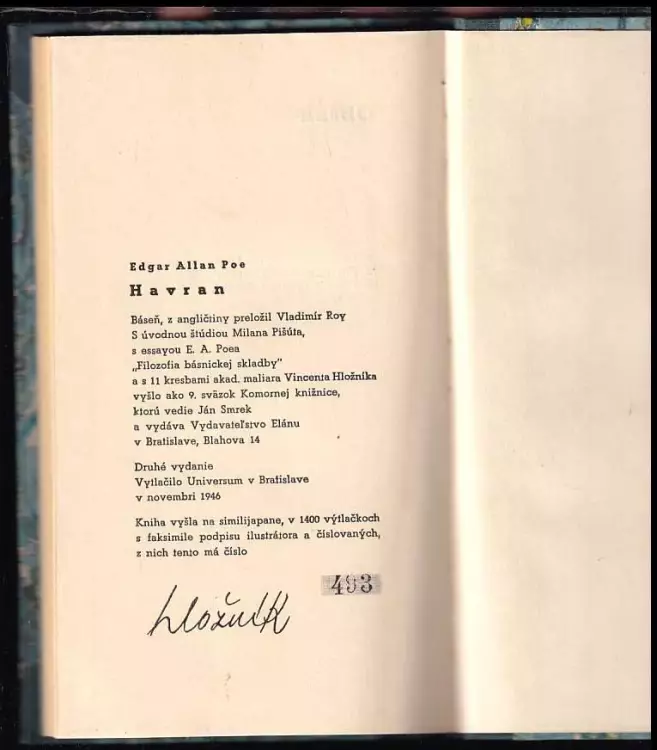 Edgar Allan Poe
Havran
Báseň, z angličtiny preložil Vladimír Roy
S úvodnou štúdiou Milana Pišúta,
s essayou E. A. Poea
„Filozofia básnickej skladby"
a s 11 kresbami akad. maliara Vincenta Hložníka
vyšlo ako 9. sväzok Komornej knižnice,
ktorú vedie Ján Smrek
a vydáva Vydavateľstvo Elánu
v Bratislave, Blahova 14
Druhé vydanie
Vytlačilo Universum v Bratislave
v novembri 1946
Kniha vyšla na similijapane, v 1400 výtlačkoch
s faksimile podpisu ilustrátora a číslovaných,
z nich tento má číslo
493
hložník